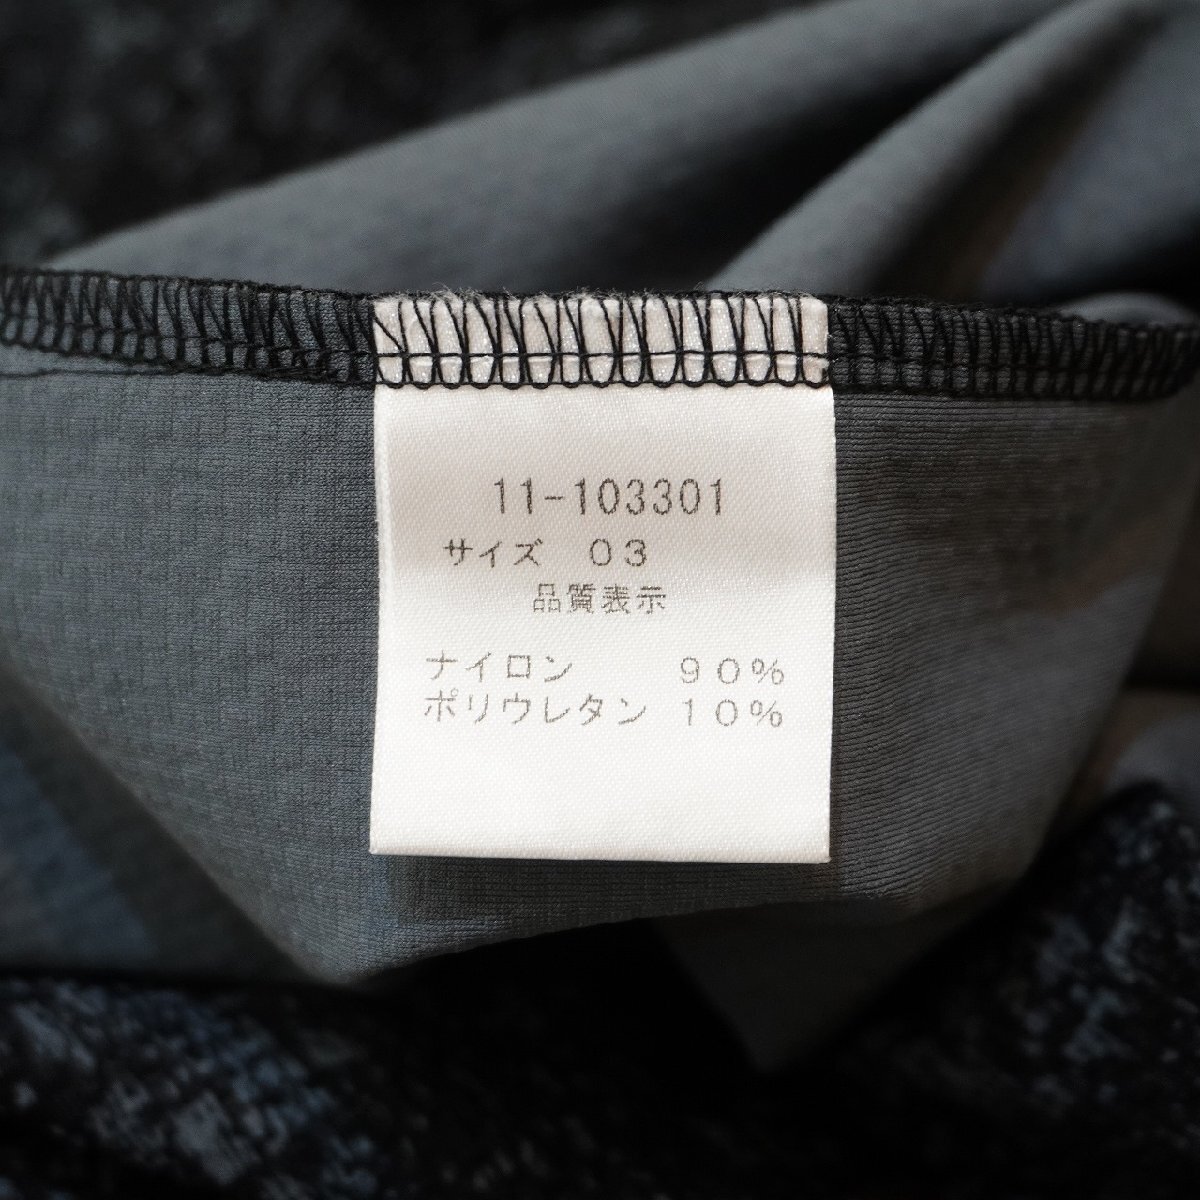 11-103301
サイズ　０３
品質表示
ナイロン　　　９０％
ポリウレタン　１０％